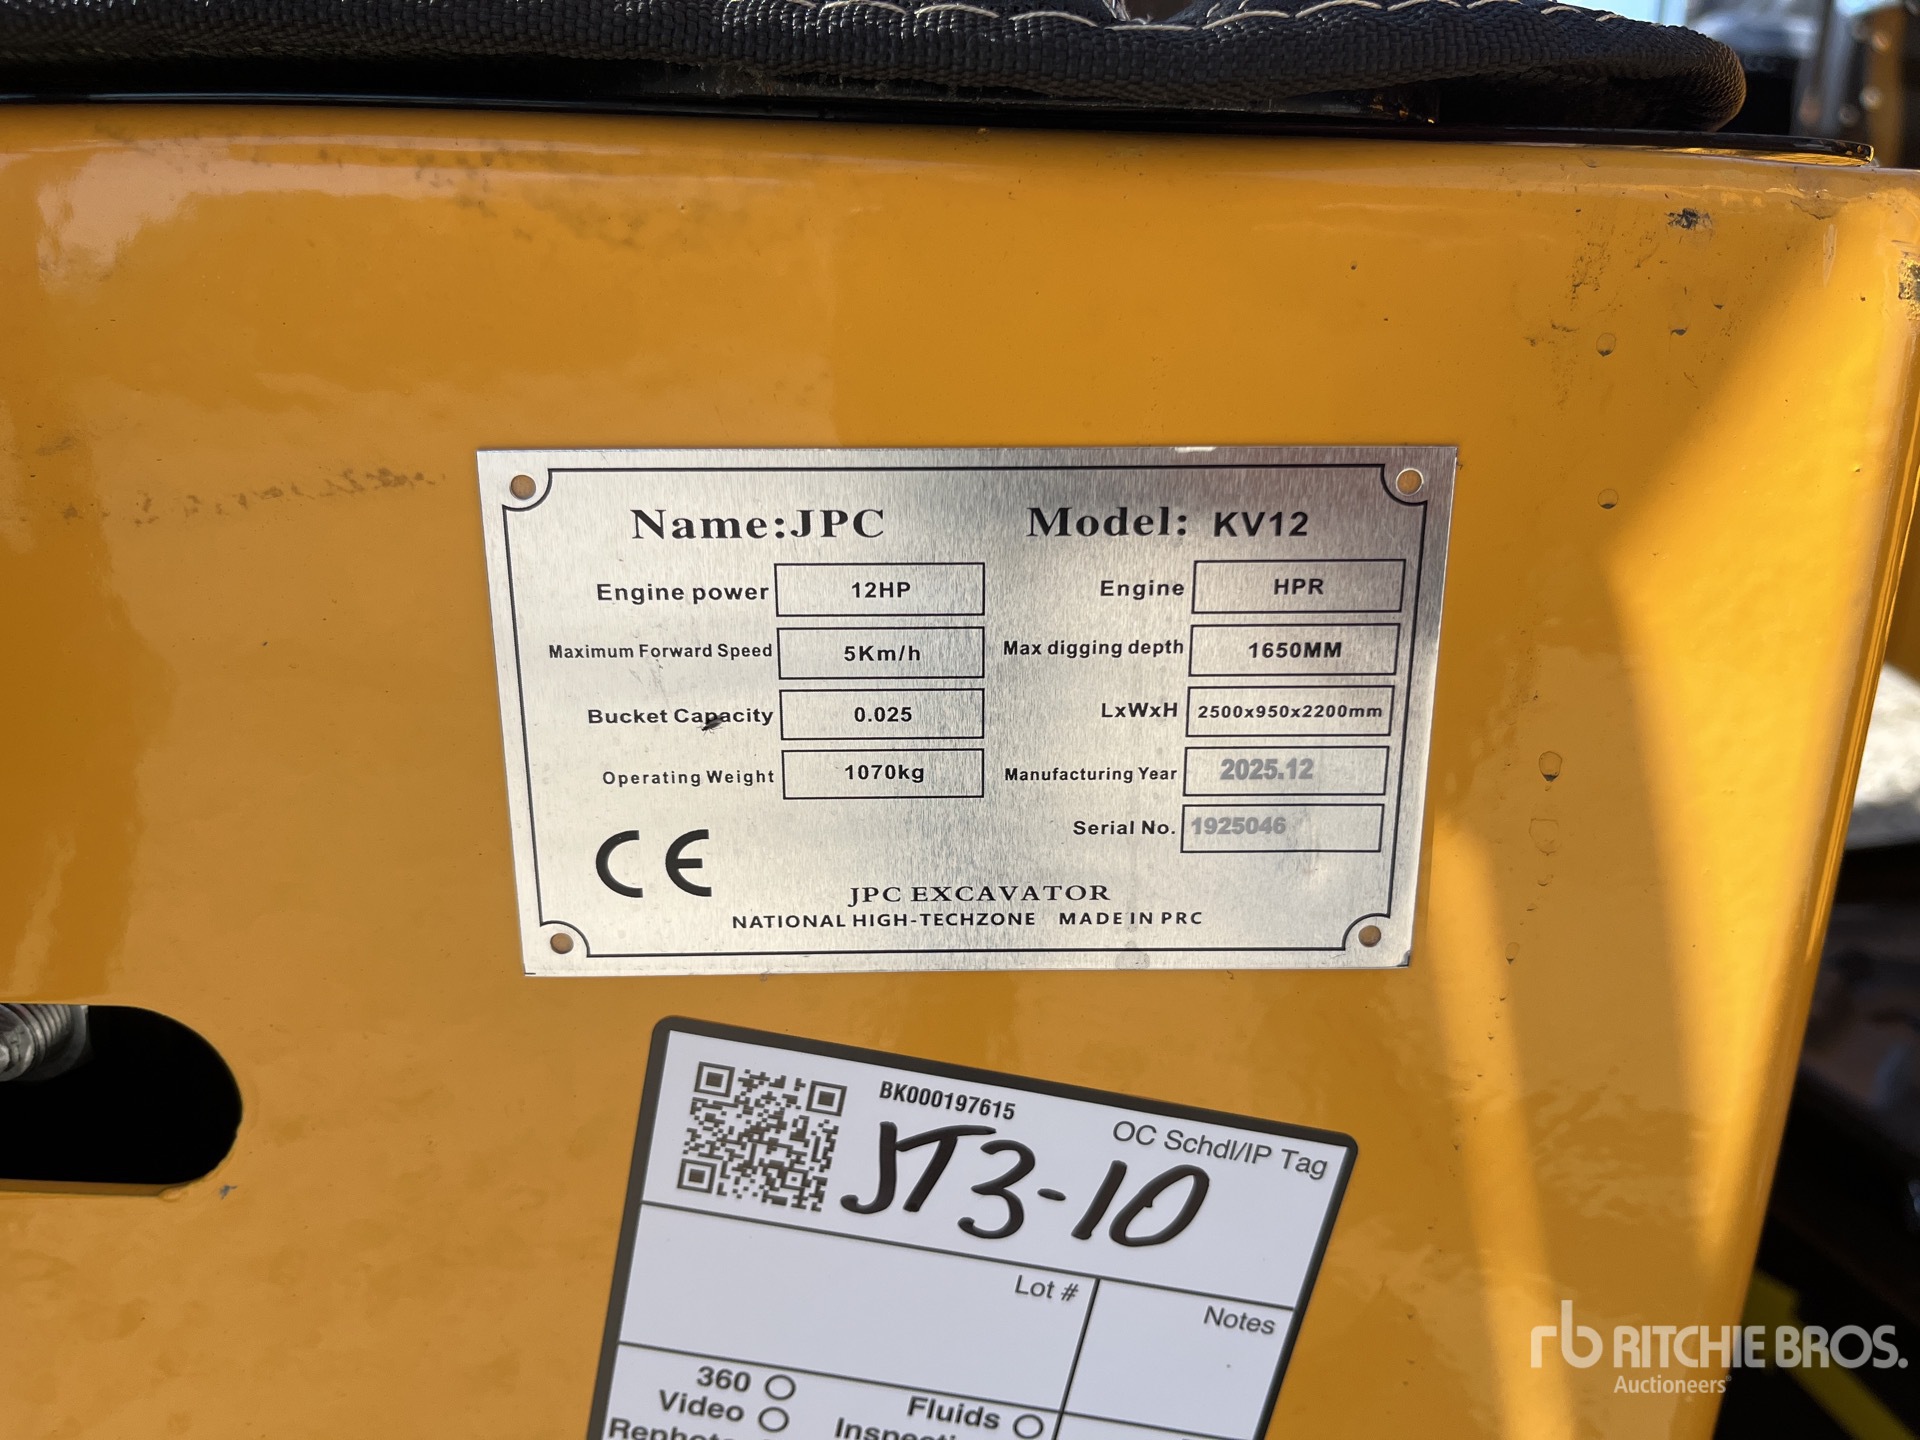 Name:JPC Model: KV12
Engine power 12HP Engine HPR
Maximum Forward Speed 5Km/h Max digging depth 1650MM
Bucket Capacity 0.025 LxWxH 2500x950x2200mm
Operating Weight 1070kg Manufacturing Year 2025.12
Serial No. 1925046
CE
JPC EXCAVATOR
NATIONAL HIGH-TECHZONE MADE IN PRC
BK000197615
OC Schdl/IP Tag
JT3-10
Lot #
Notes
360
Video
Fluids
rb RITCHIE BROS.
Auctioneers